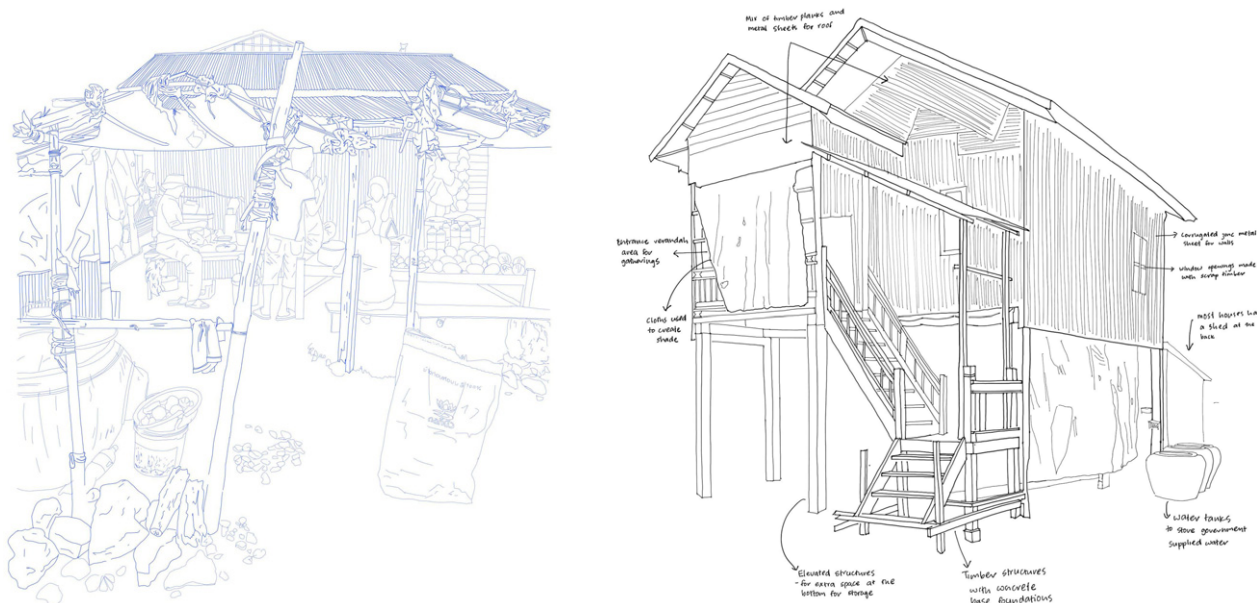 Mix of timber planks and
metal sheets for roof
Entrance verandah
area for
gatherings
Cloths used
to create
shade
Corrugated zinc metal
sheet for walls
Window openings made
with scrap timber
most houses ha
a shed at the
back
Water tanks
to store government
supplied water
Elevated structures
- for extra space at the
bottom for storage
Timber structures
with concrete
base foundations